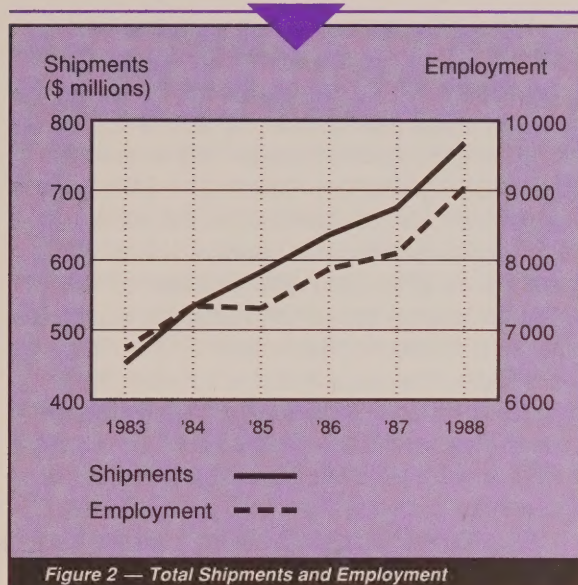 Shipments
($ millions)
Employment
800
10 000
700
9 000
600
8 000
500
7 000
400
6 000
1983 '84 '85 '86 '87 1988
Shipments
Employment
Figure 2 — Total Shipments and Employment